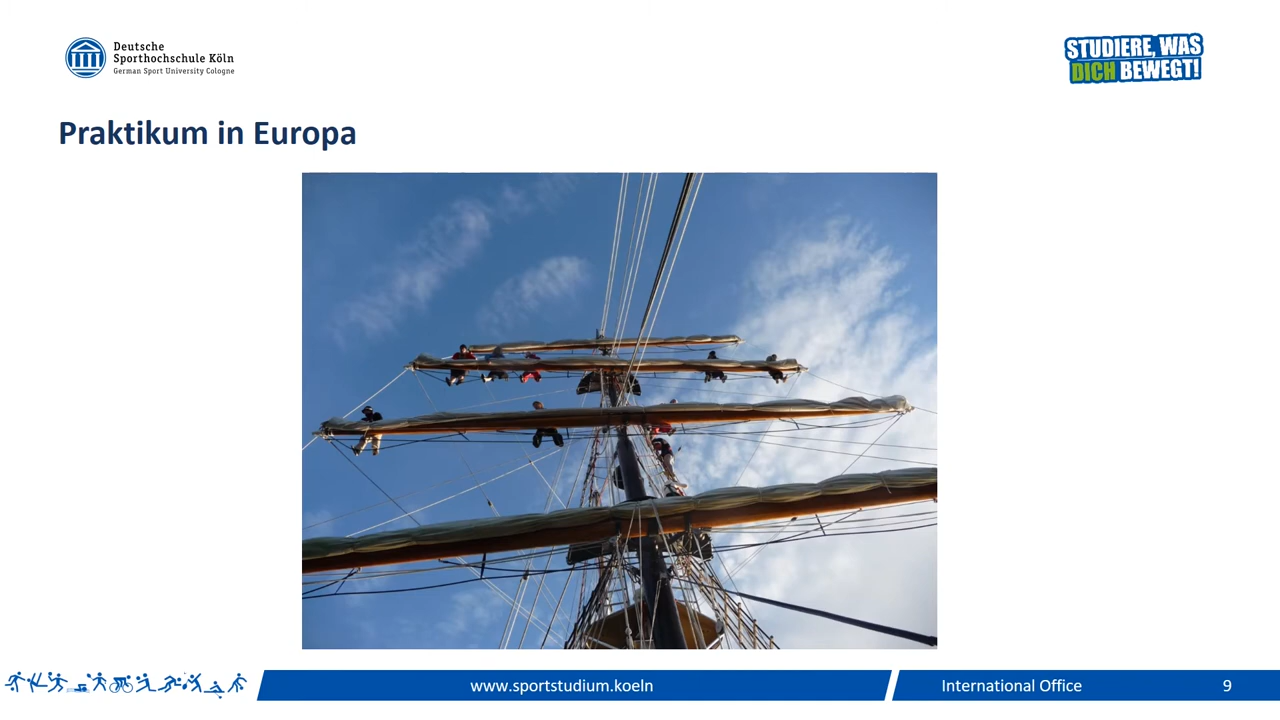 Deutsche
Sporthochschule Köln
German Sport University Cologne
STUDIERE, WAS
DICH BEWEGT!
Praktikum in Europa
www.sportstudium.koeln
International Office
9